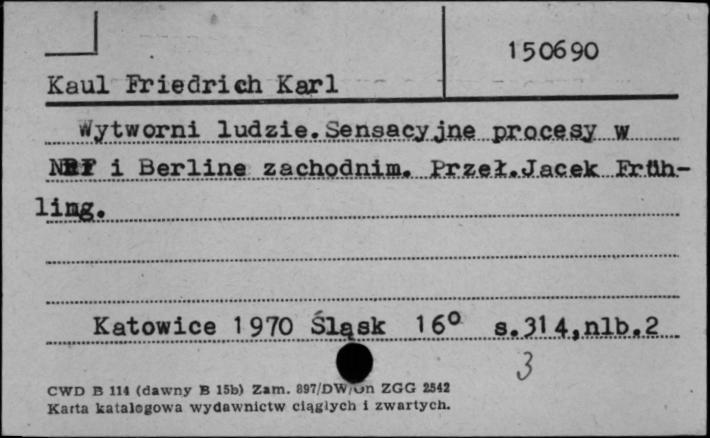 150690
Kaul Friedrich Karl
Wytworni ludzie.Sensacyjne procesy w
NRF i Berline zachodnim. Przeł.Jacek Früh-
ling.
Katowice 1970 Śląsk 16° s.314,nlb.2
3
CWD B 114 (dawny B 15b) Zam. 897/DW/Gn ZGG 2542
Karta katalogowa wydawnictw ciągłych i zwartych.